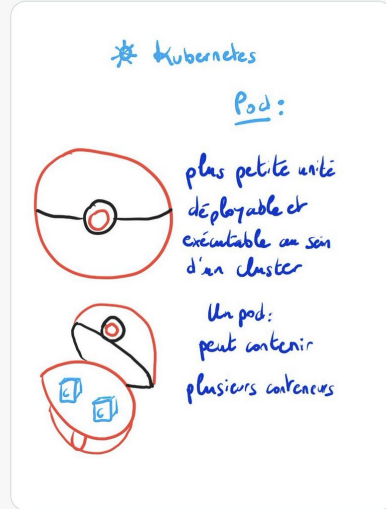 Kubernetes
Pod :
plus petite unité
déployable et
exécutable au sein
d'un cluster
Un pod :
peut contenir
plusieurs conteneurs
C
C